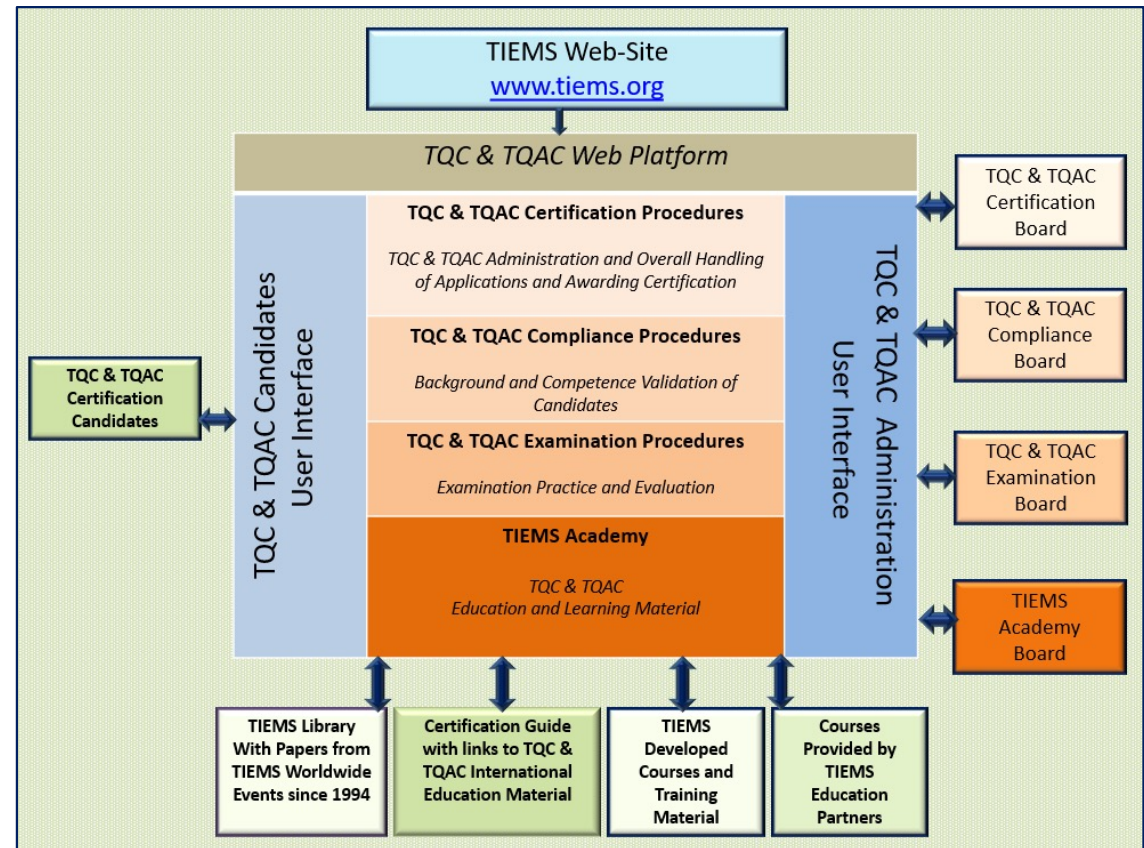 TIEMS Web-Site
www.tiems.org
TQC & TQAC Web Platform
TQC & TQAC Candidates
User Interface
TQC & TQAC Certification Procedures
TQC & TQAC Administration and Overall Handling
of Applications and Awarding Certification
TQC & TQAC Compliance Procedures
Background and Competence Validation of
Candidates
TQC & TQAC Examination Procedures
Examination Practice and Evaluation
TIEMS Academy
TQC & TQAC
Education and Learning Material
TQC & TQAC Administration
User Interface
TQC & TQAC
Certification
Candidates
TQC & TQAC
Certification
Board
TQC & TQAC
Compliance
Board
TQC & TQAC
Examination
Board
TIEMS
Academy
Board
TIEMS Library
With Papers from
TIEMS Worldwide
Events since 1994
Certification Guide
with links to TQC &
TQAC International
Education Material
TIEMS
Developed
Courses and
Training
Material
Courses
Provided by
TIEMS
Education
Partners